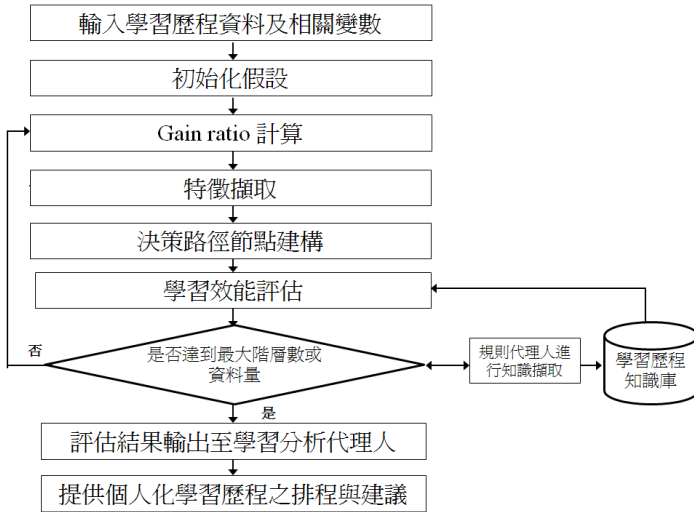 輸入學習歷程資料及相關變數
初始化假設
Gain ratio 計算
特徵擷取
決策路徑節點建構
學習效能評估
否
是否達到最大階層數或
資料量
規則代理人進
行知識擷取
學習歷程
知識庫
是
評估結果輸出至學習分析代理人
提供個人化學習歷程之排程與建議